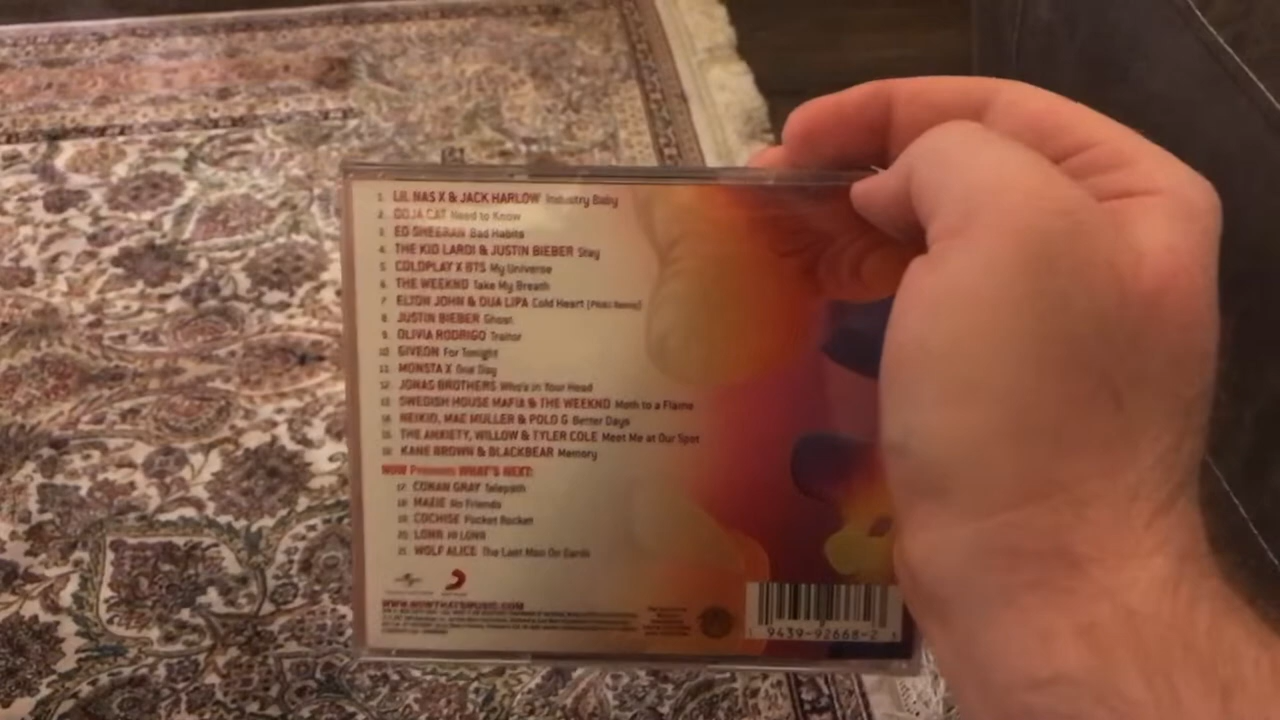 1. LIL NAS X & JACK HARLOW Industry Baby
2. DOJA CAT Need to Know
3. ED SHEERAN Bad Habits
4. THE KID LAROI & JUSTIN BIEBER Stay
5. COLDPLAY X BTS My Universe
6. THE WEEKND Take My Breath
7. ELTON JOHN & DUA LIPA Cold Heart (PNAU Remix)
8. JUSTIN BIEBER Ghost
9. OLIVIA RODRIGO Traitor
10. GIVĒON For Tonight
11. MONSTA X One Day
12. JONAS BROTHERS Who's in Your Head
13. SWEDISH HOUSE MAFIA & THE WEEKND Moth to a Flame
14. NEIKED, MAE MULLER & POLO G Better Days
15. THE ANXIETY, WILLOW & TYLER COLE Meet Me at Our Spot
16. KANE BROWN & BLACKBEAR Memory
NOW Presents WHAT'S NEXT:
17. CONAN GRAY Telepath
18. MAZIE No Friends
19. COCHISE Pocket Rocket
20. LØNR
21. WOLF ALICE The Last Man On Earth
WWW.NOWTHATSMUSIC.COM
1 9439-92668-2